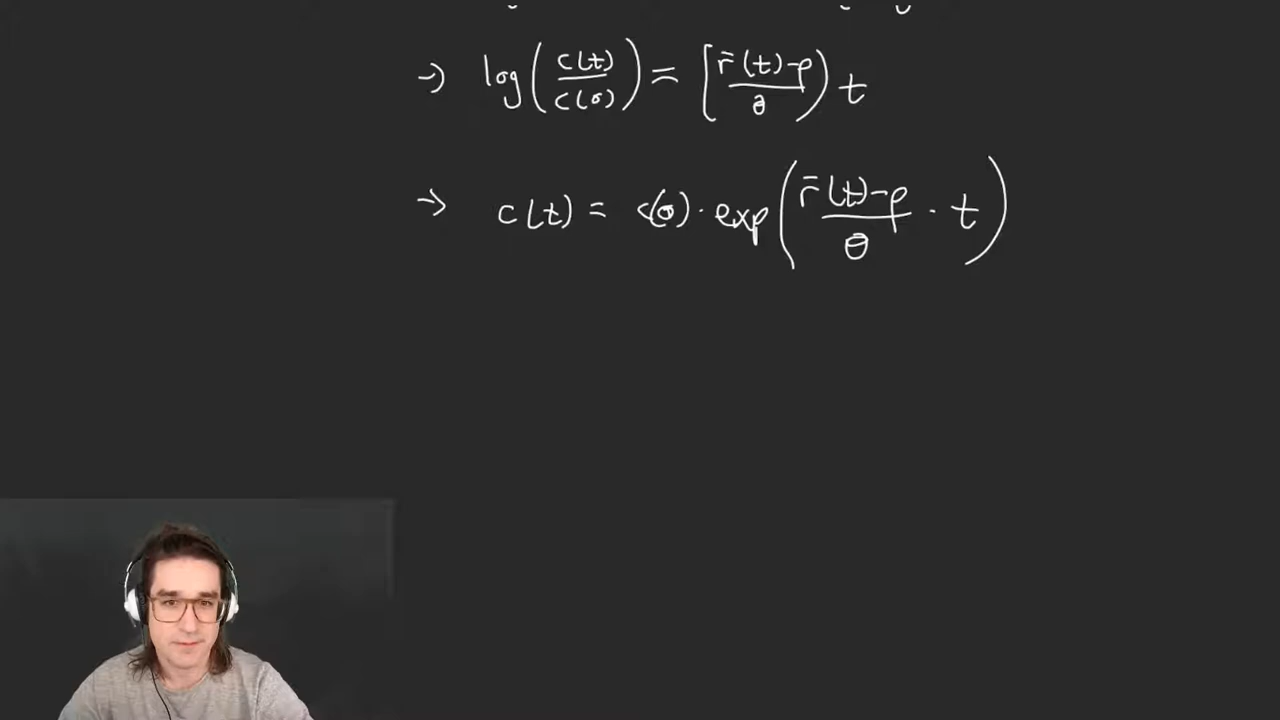 → log(c(t)/c(0)) = [r̄(t)-ρ/θ) t
→ c(t) = c(0) · exp(r̄(t)-ρ/θ · t)